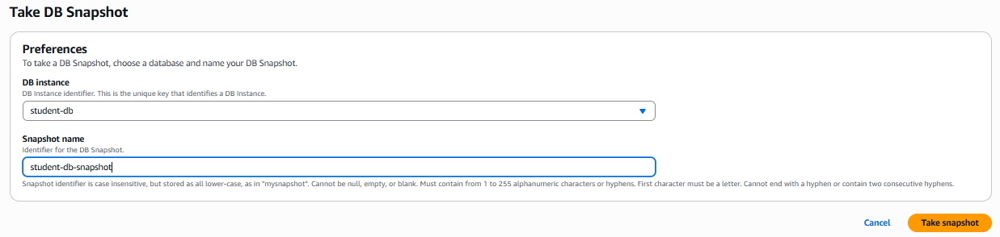 Take DB Snapshot
Preferences
To take a DB Snapshot, choose a database and name your DB Snapshot.
DB instance
DB Instance identifier. This is the unique key that identifies a DB Instance.
student-db
Snapshot name
Identifier for the DB Snapshot.
student-db-snapshot
Snapshot identifier is case insensitive, but stored as all lower-case, as in "mysnapshot". Cannot be null, empty, or blank. Must contain from 1 to 255 alphanumeric characters or hyphens. First character must be a letter. Cannot end with a hyphen or contain two consecutive hyphens.
Cancel Take snapshot